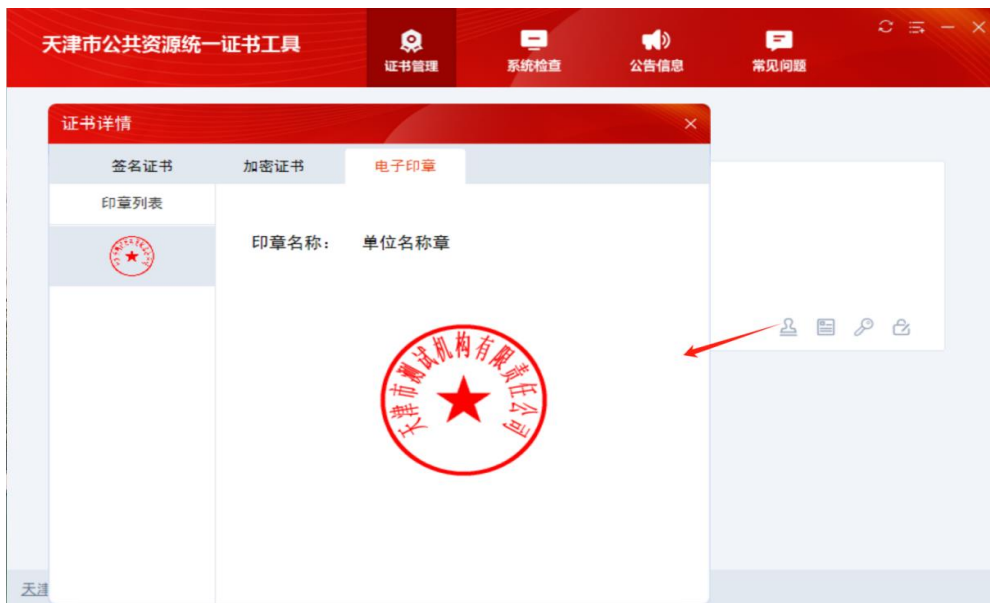 天津市公共资源统一证书工具
证书管理
系统检查
公告信息
常见问题
证书详情
签名证书
加密证书
电子印章
印章列表
印章名称：
单位名称章
天津市测试机构有限责任公司
天津